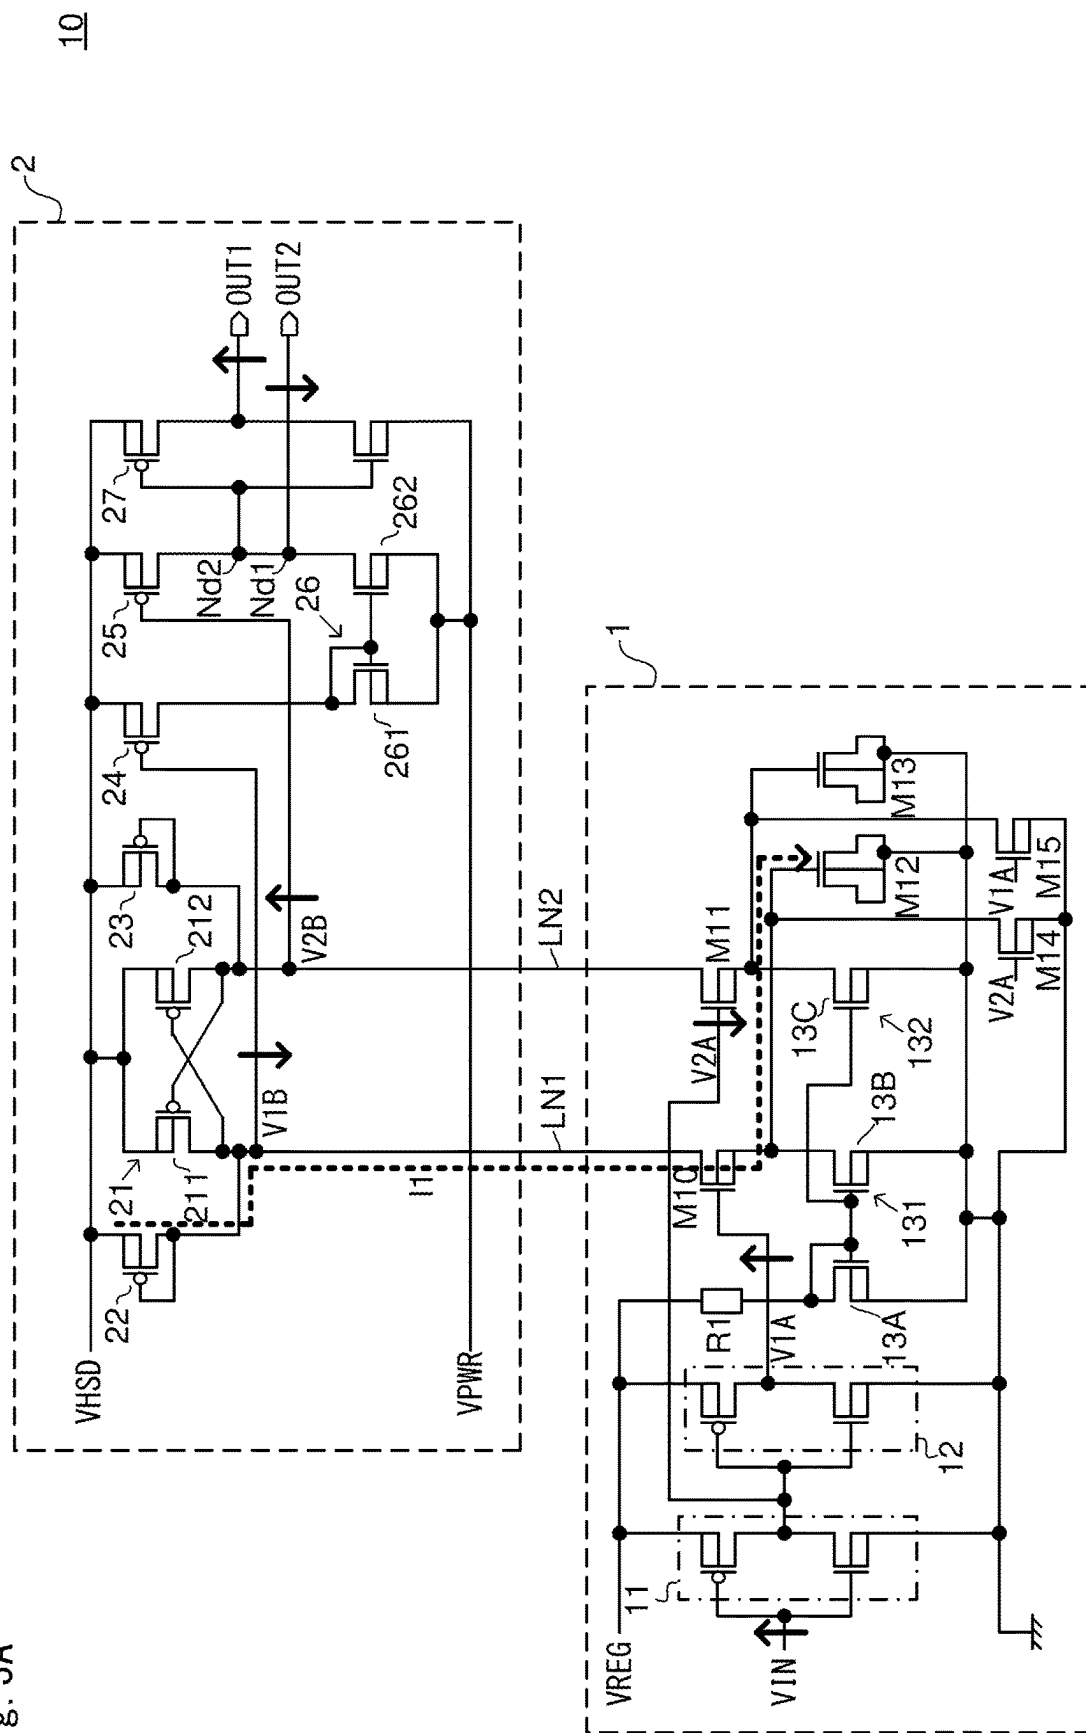 10
2
VHSD
22
21
211
212
23
24
25
27
V1B
V2B
Nd2
Nd1
26
261
262
OUT1
OUT2
VPWR
I1
LN1
LN2
1
VREG
VIN
11
12
R1
V1A
13A
M10
131
13B
V2A
M11
13C
132
M12
M13
V2A
M14
V1A
M15